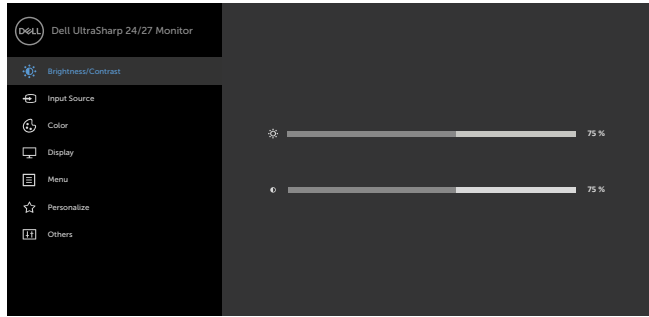 DELL Dell UltraSharp 24/27 Monitor
Brightness/Contrast
Input Source
Color
75 %
Display
Menu
75 %
Personalize
Others